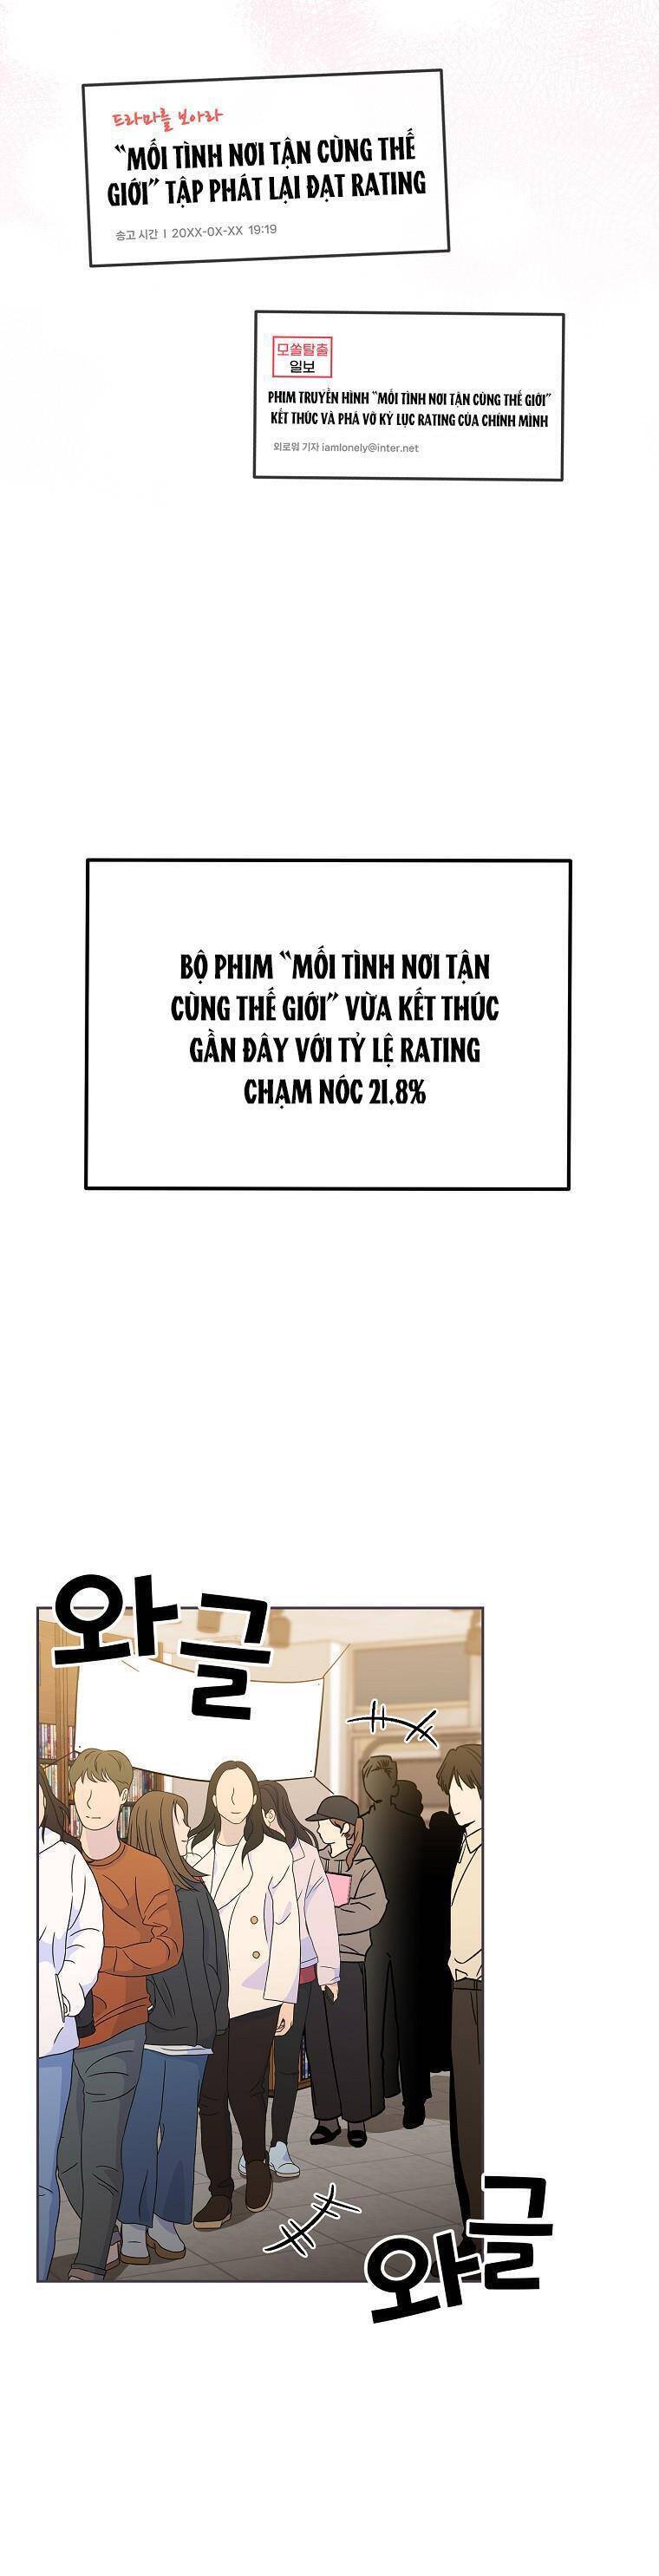 드라마를 보아라
"MỐI TÌNH NƠI TẬN CÙNG THẾ
GIỚI" TẬP PHÁT LẠI ĐẠT RATING
송고 시간 | 20XX-0X-XX 19:19
모쏠탈출
일보
PHIM TRUYỀN HÌNH "MỐI TÌNH NƠI TẬN CÙNG THẾ GIỚI"
KẾT THÚC VÀ PHÁ VỠ KỶ LỤC RATING CỦA CHÍNH MÌNH
외로워 기자 iamlonely@inter.net
BỘ PHIM "MỐI TÌNH NƠI TẬN
CÙNG THẾ GIỚI" VỪA KẾT THÚC
GẦN ĐÂY VỚI TỶ LỆ RATING
CHẠM NÓC 21.8%
와글
와글